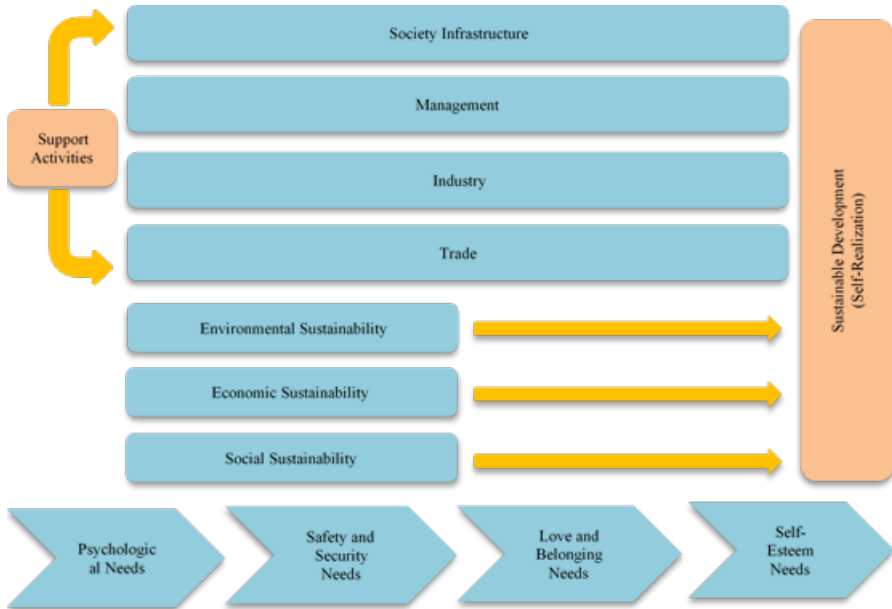 Society Infrastructure
Management
Support
Activities
Industry
Trade
Environmental Sustainability
Economic Sustainability
Social Sustainability
Sustainable Development
(Self-Realization)
Psychologic
al Needs
Safety and
Security
Needs
Love and
Belonging
Needs
Self-
Esteem
Needs